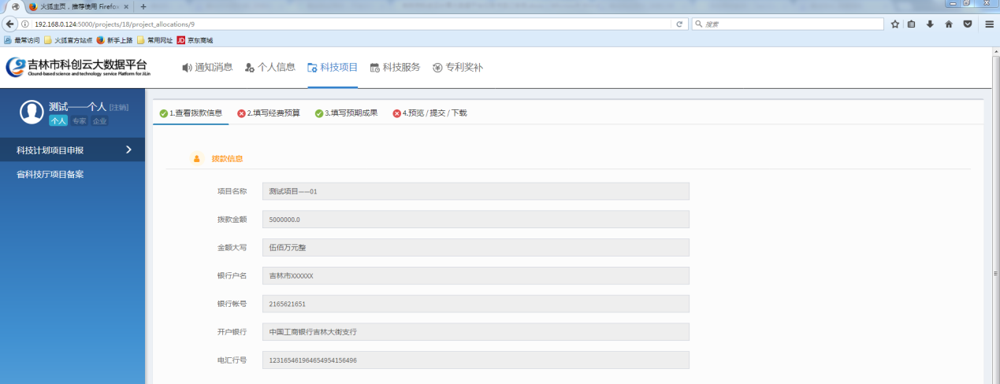 火狐主页，推荐使用 Firefox
192.168.0.124:5000/projects/18/project_allocations/9
搜索
最常访问 火狐官方站点 新手上路 常用网址 JD 京东商城
吉林市科创云大数据平台
Clound-based science and technology service Platform for JiLin
通知消息 个人信息 科技项目 科技服务 专利奖补
测试——个人 [注销]
个人 专家 企业
科技计划项目申报
省科技厅项目备案
1.查看拨款信息 2.填写经费预算 3.填写预期成果 4.预览 / 提交 / 下载
拨款信息
项目名称 测试项目——01
拨款金额 5000000.0
金额大写 伍佰万元整
银行户名 吉林市XXXXXX
银行帐号 2165621651
开户银行 中国工商银行吉林大街支行
电汇行号 123165461964654954156496